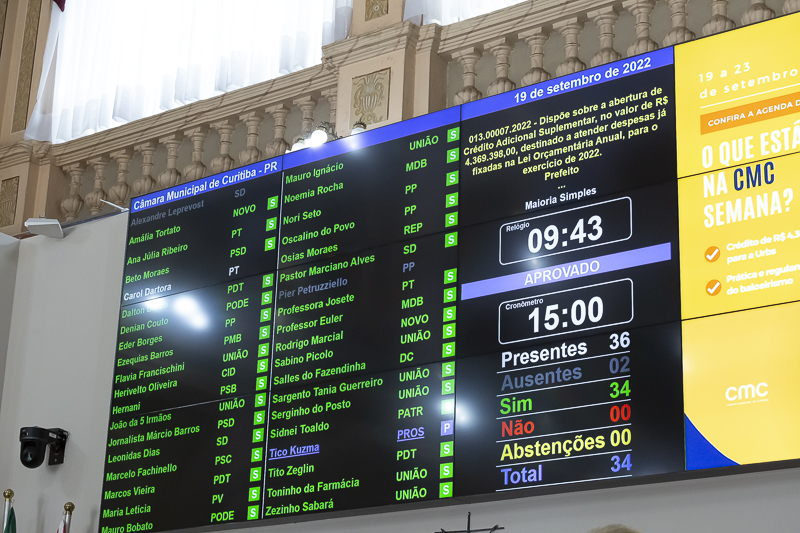 19 de setembro de 2022
Câmara Municipal de Curitiba - PR
Alexandre Leprevost SD
Amália Tortato NOVO S
Ana Júlia Ribeiro PT S
Beto Moraes PSD S
Carol Dartora PT
PDT S
Denian Couto PODE S
Eder Borges PP S
Ezequias Barros PMB S
Flavia Francischini UNIÃO S
Herivelto Oliveira CID S
Hernani PSB S
João da 5 Irmãos UNIÃO S
Jornalista Márcio Barros PSD S
Leonidas Dias SD S
Marcelo Fachinello PSC S
Marcos Vieira PDT S
Maria Leticia PV S
Mauro Bobato PODE S
Mauro Ignácio UNIÃO S
Noemia Rocha MDB S
Nori Seto PP S
Oscalino do Povo PP S
Osias Moraes REP S
Pastor Marciano Alves SD S
Pier Petruzziello PP
Professora Josete PT S
Professor Euler MDB S
Rodrigo Marcial NOVO S
Sabino Picolo UNIÃO S
Salles do Fazendinha DC S
Sargento Tania Guerreiro UNIÃO S
Serginho do Posto UNIÃO S
Sidnei Toaldo PATR
Tico Kuzma PROS P
Tito Zeglin PDT S
Toninho da Farmácia UNIÃO S
Zezinho Sabará UNIÃO S
013.00007.2022 - Dispõe sobre a abertura de
Crédito Adicional Suplementar, no valor de R$
4.369.398,00, destinado a atender despesas já
fixadas na Lei Orçamentária Anual, para o
exercício de 2022.
Prefeito
...
Maioria Simples
Relógio
09:43
APROVADO
Cronômetro
15:00
Presentes 36
Ausentes 02
Sim 34
Não 00
Abstenções 00
Total 34
19 a 23
de setembro
CONFIRA A AGENDA
O QUE ESTÁ
NA CMC
SEMANA?
Crédito de R$
para a Urbs
Prática e
do baloeirismo
cmc